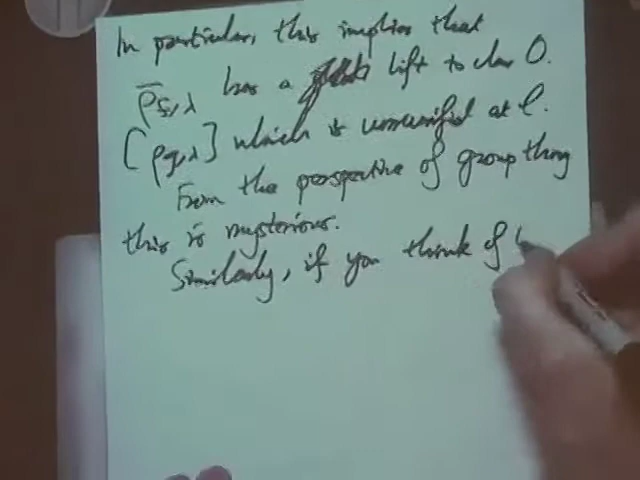 In particular, this implies that
ρ̄_{f,λ} has a lift to char 0.
[ρ_{g,λ}] which is unramified at ℓ.
From the perspective of group theory
this is mysterious.
Similarly, if you think of